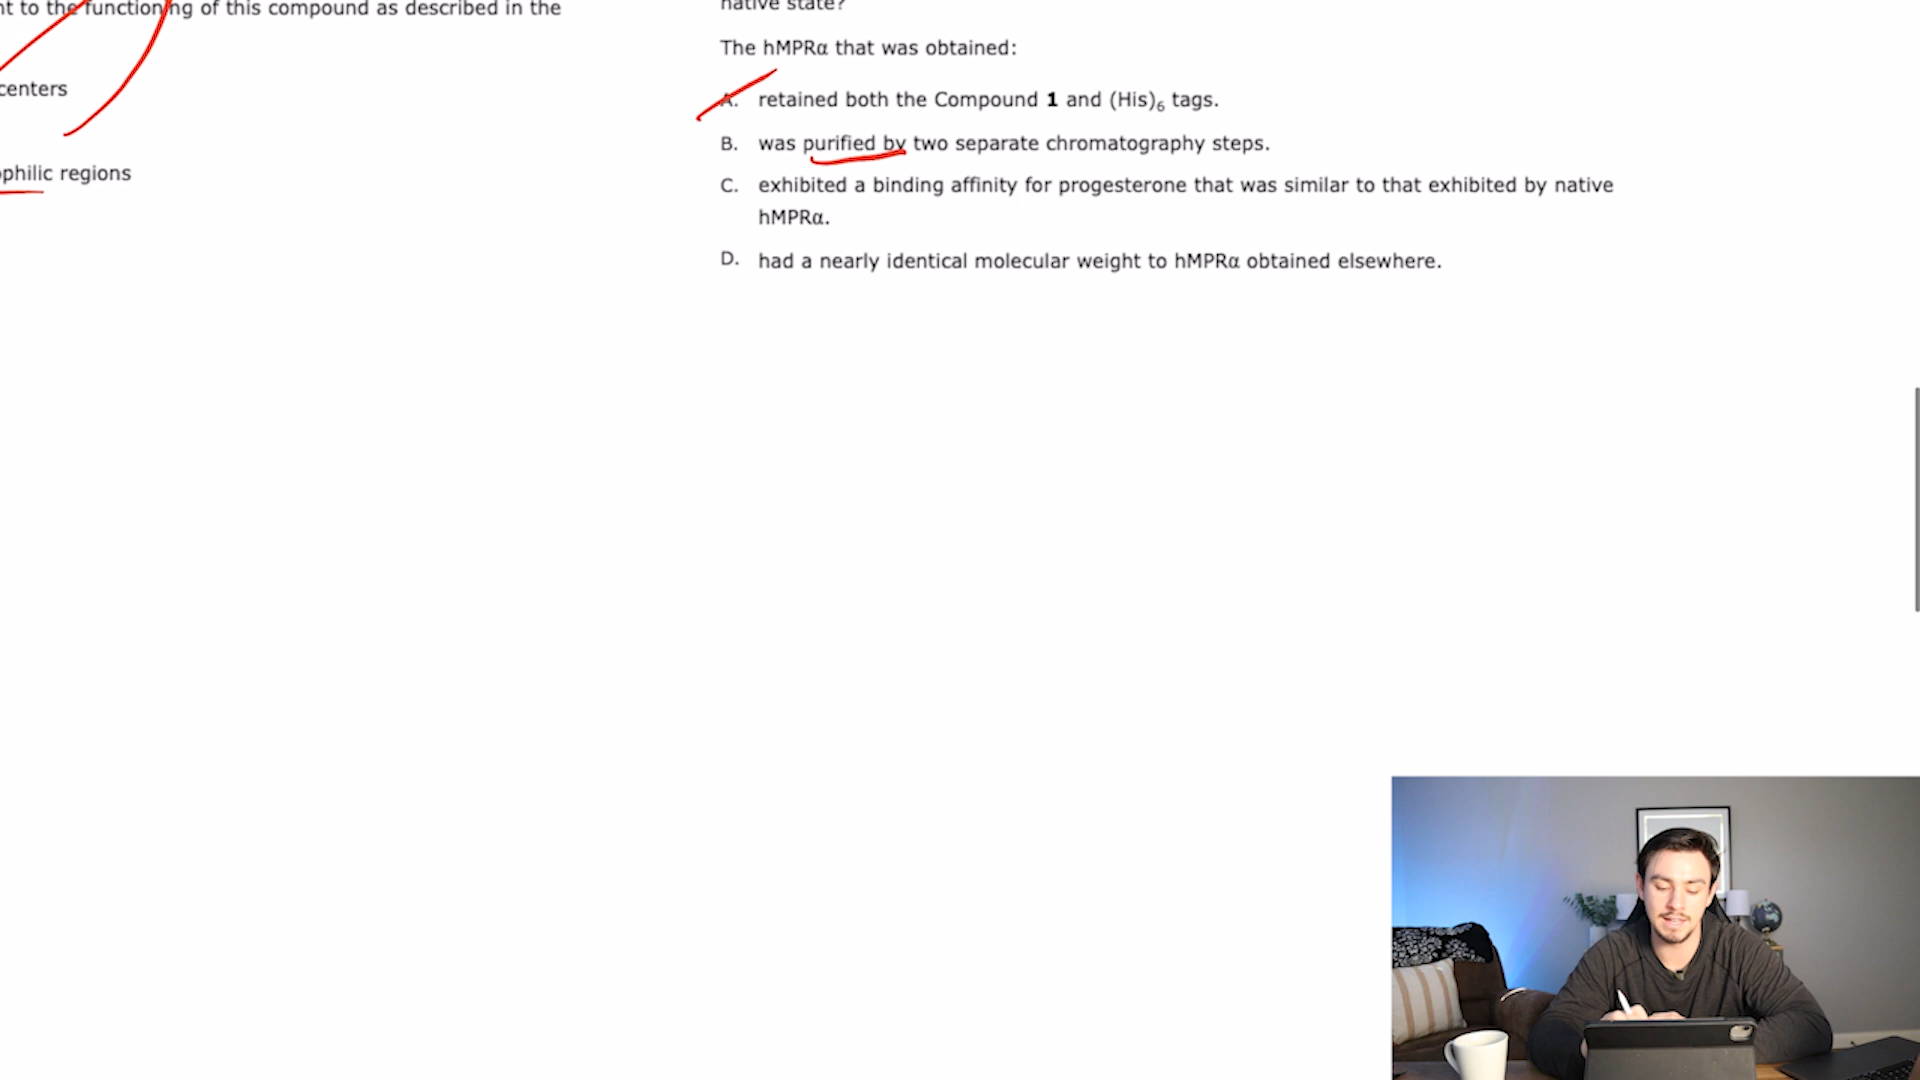 to the functioning of this compound as described in the
centers
philic regions
native state?
The hMPRα that was obtained:
A. retained both the Compound 1 and (His)₆ tags.
B. was purified by two separate chromatography steps.
C. exhibited a binding affinity for progesterone that was similar to that exhibited by native
hMPRα.
D. had a nearly identical molecular weight to hMPRα obtained elsewhere.